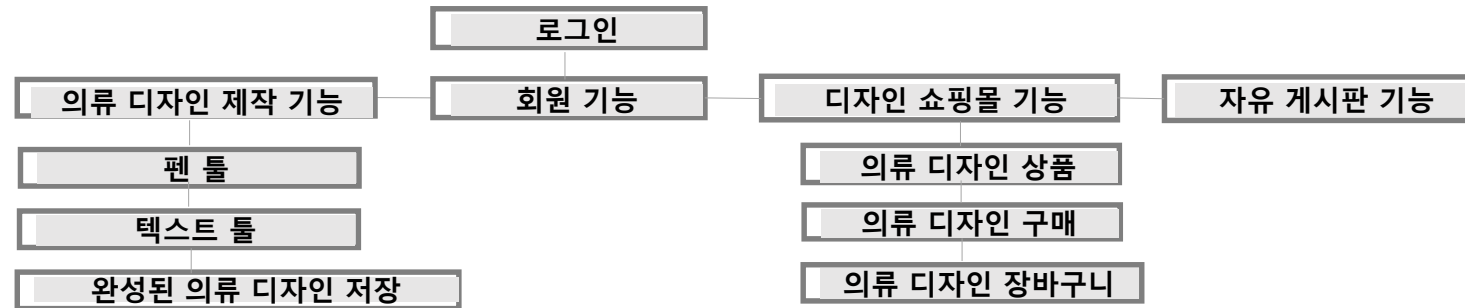 로그인
의류 디자인 제작 기능
회원 기능
디자인 쇼핑몰 기능
자유 게시판 기능
펜 툴
의류 디자인 상품
텍스트 툴
의류 디자인 구매
완성된 의류 디자인 저장
의류 디자인 장바구니